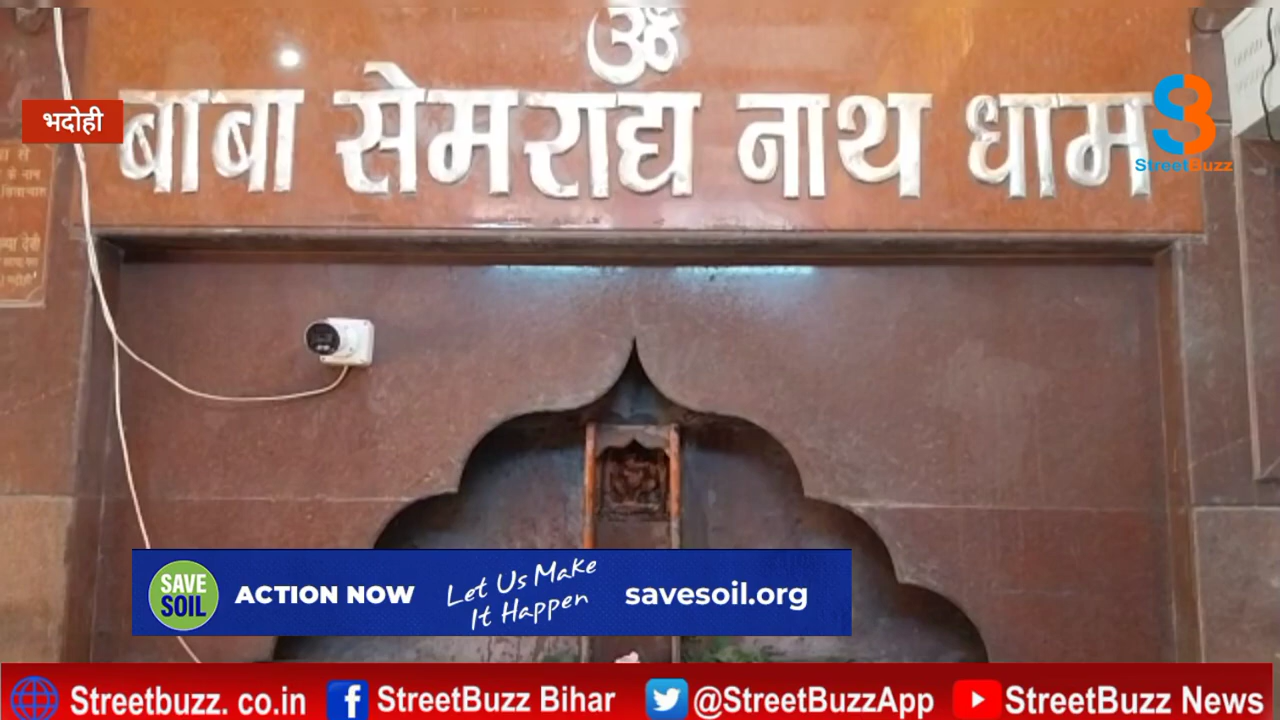 ॐ
बाबा सेमराद्य नाथ धाम
भदोही
StreetBuzz
से
के नाम
भदोही
SAVE
SOIL
ACTION NOW
Let Us Make
It Happen
savesoil.org
Streetbuzz. co.in
StreetBuzz Bihar
@StreetBuzzApp
StreetBuzz News